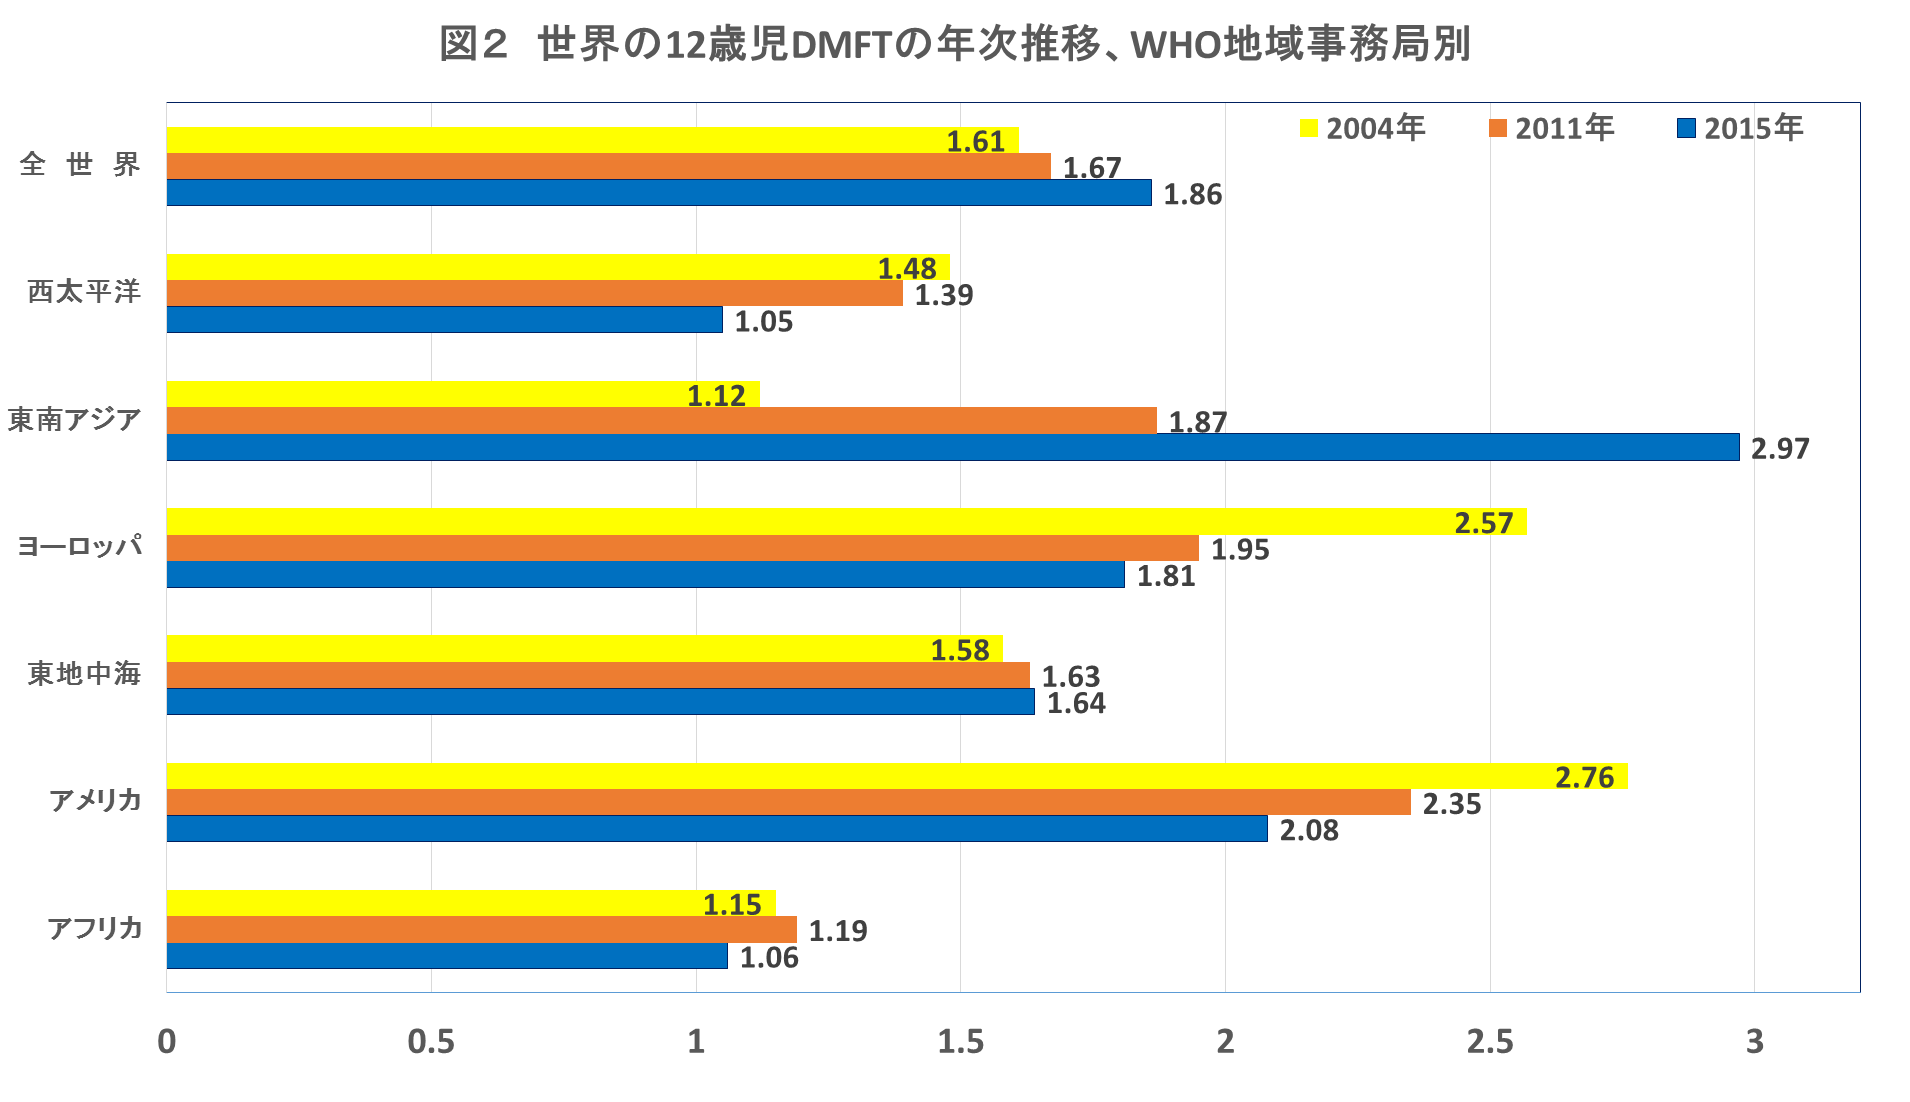 図２　世界の12歳児DMFTの年次推移、WHO地域事務局別
2004年 2011年 2015年
全　世　界 1.61 1.67 1.86
西太平洋 1.48 1.39 1.05
東南アジア 1.12 1.87 2.97
ヨーロッパ 2.57 1.95 1.81
東地中海 1.58 1.63 1.64
アメリカ 2.76 2.35 2.08
アフリカ 1.15 1.19 1.06
0 0.5 1 1.5 2 2.5 3